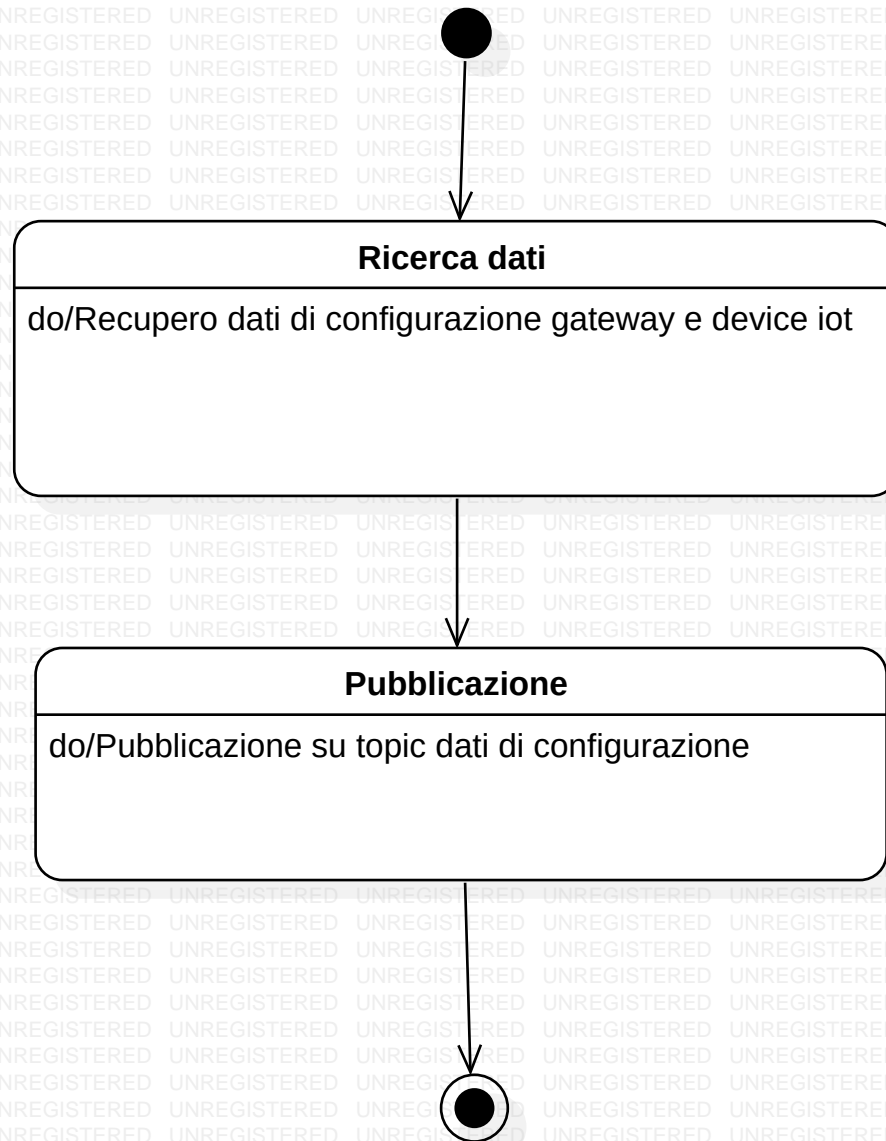 Ricerca dati
do/Recupero dati di configurazione gateway e device iot
Pubblicazione
do/Pubblicazione su topic dati di configurazione